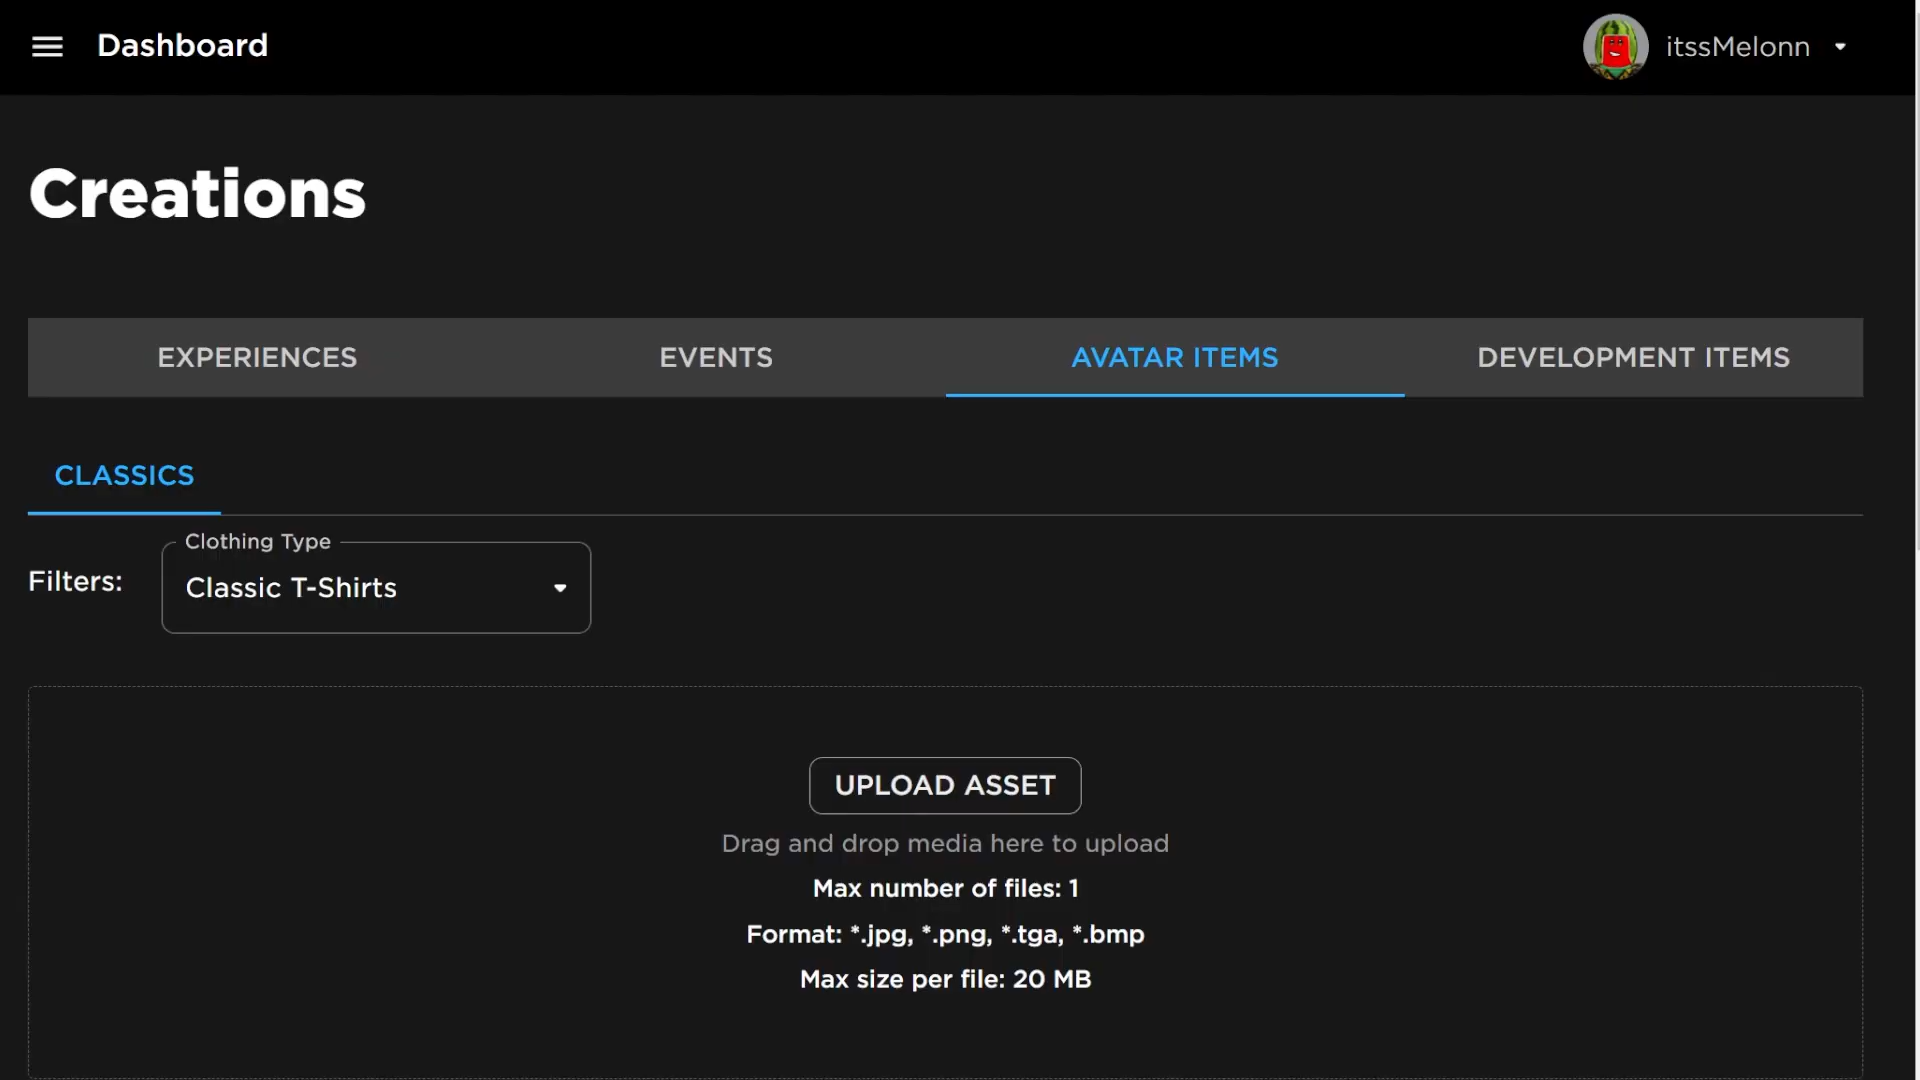 Dashboard
itssMelonn
Creations
EXPERIENCES
EVENTS
AVATAR ITEMS
DEVELOPMENT ITEMS
CLASSICS
Filters:
Clothing Type
Classic T-Shirts
UPLOAD ASSET
Drag and drop media here to upload
Max number of files: 1
Format: *.jpg, *.png, *.tga, *.bmp
Max size per file: 20 MB